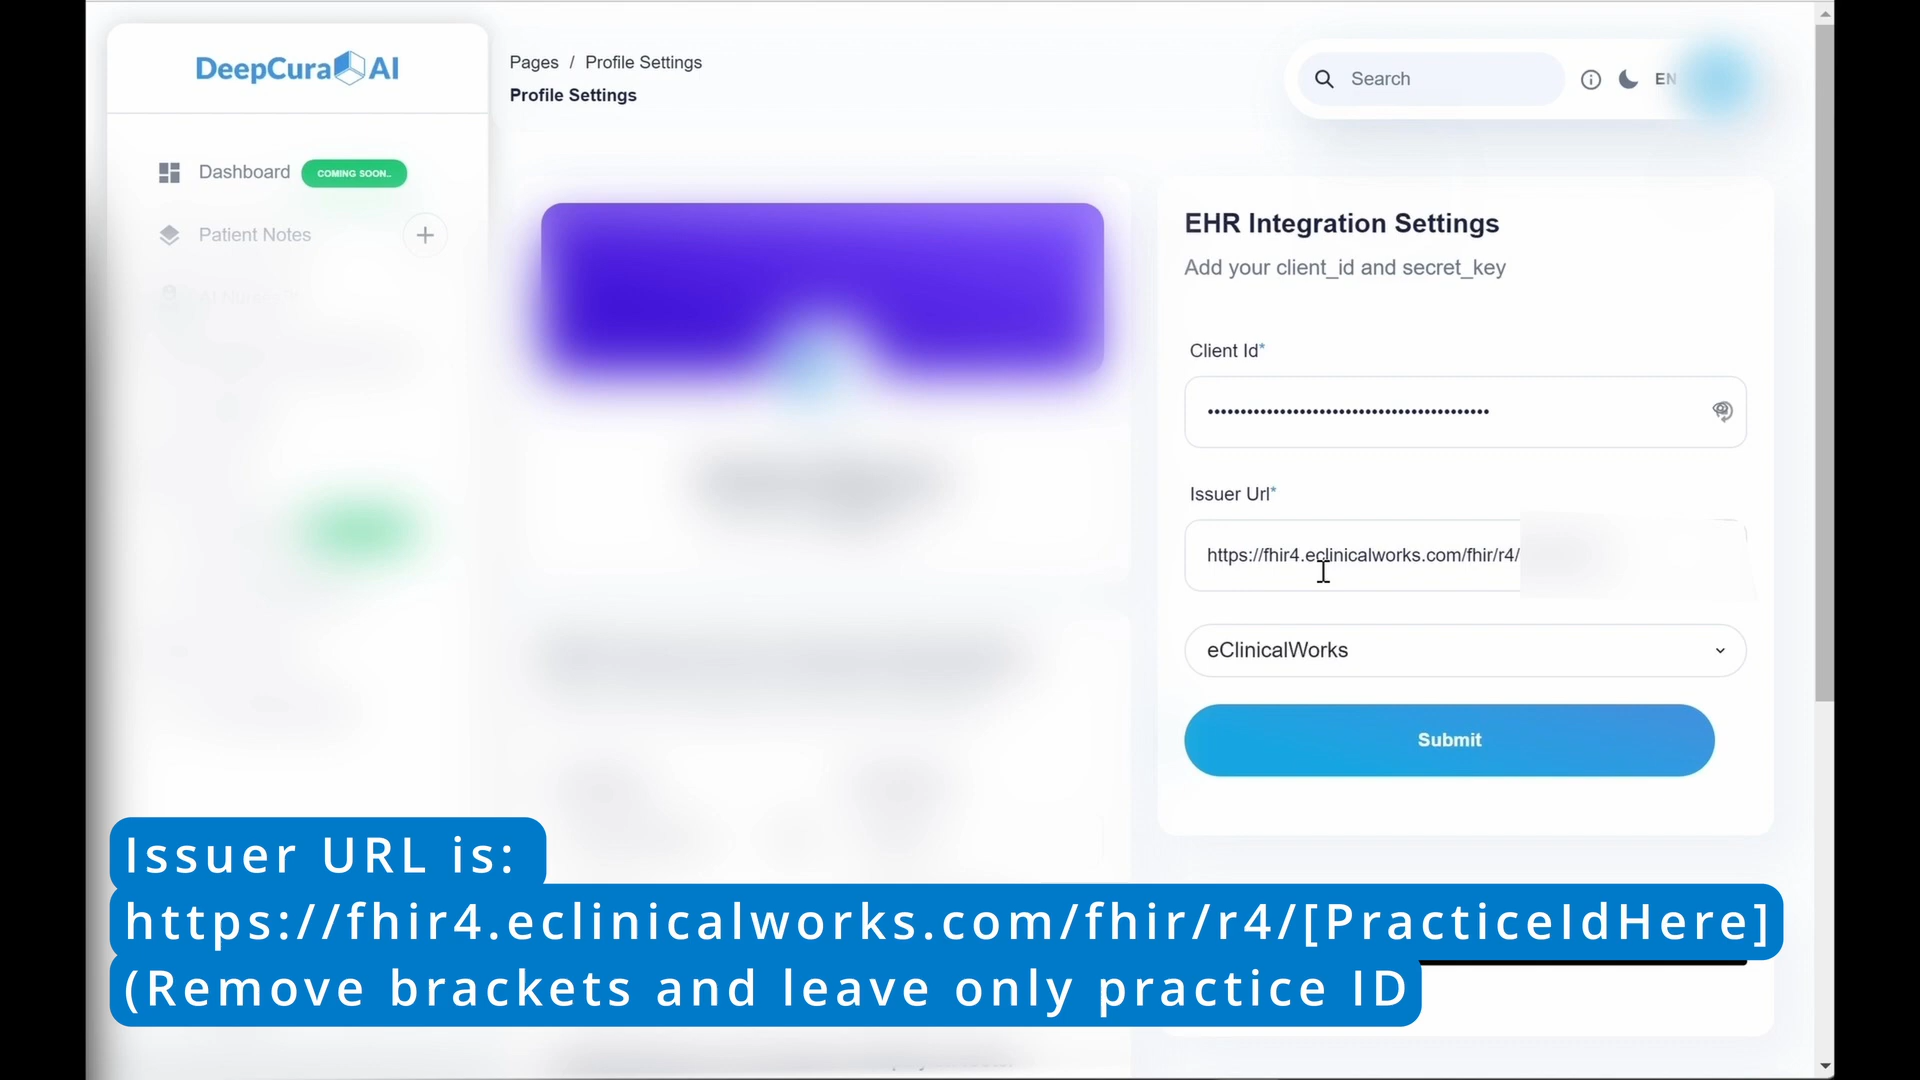 DeepCura AI
Pages / Profile Settings
Profile Settings
Search
EN
Dashboard COMING SOON..
Patient Notes +
EHR Integration Settings
Add your client_id and secret_key
Client Id*
••••••••••••••••••••••••••••••••••••••••••••
Issuer Url*
https://fhir4.eclinicalworks.com/fhir/r4/
eClinicalWorks
Submit
Issuer URL is:
https://fhir4.eclinicalworks.com/fhir/r4/[PracticeIdHere]
(Remove brackets and leave only practice ID